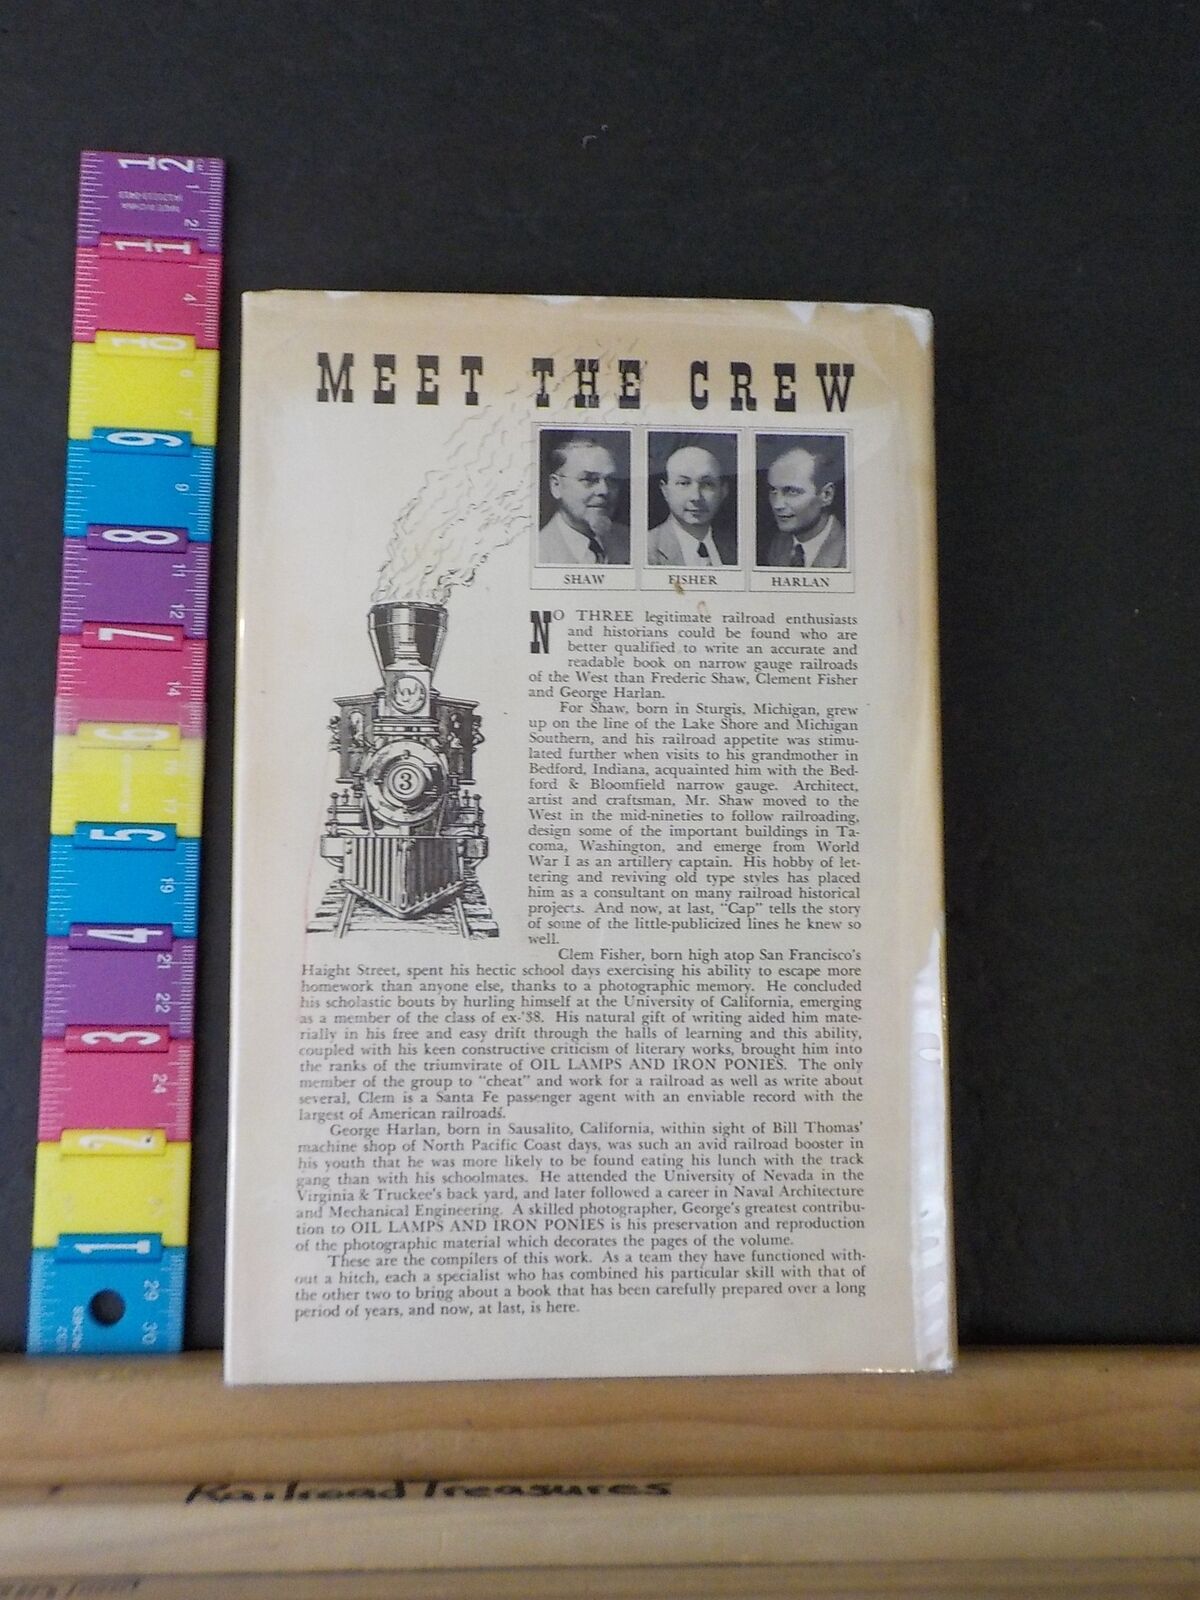 MEET THE CREW
SHAW
FISHER
HARLAN
NO THREE legitimate railroad enthusiasts
and historians could be found who are
better qualified to write an accurate and
readable book on narrow gauge railroads
of the West than Frederic Shaw, Clement Fisher
and George Harlan.
For Shaw, born in Sturgis, Michigan, grew
up on the line of the Lake Shore and Michigan
Southern, and his railroad appetite was stimu-
lated further when visits to his grandmother in
Bedford, Indiana, acquainted him with the Bed-
ford & Bloomfield narrow gauge. Architect,
artist and craftsman, Mr. Shaw moved to the
West in the mid-nineties to follow railroading,
design some of the important buildings in Ta-
coma, Washington, and emerge from World
War I as an artillery captain. His hobby of let-
tering and reviving old type styles has placed
him as a consultant on many railroad historical
projects. And now, at last, "Cap" tells the story
of some of the little-publicized lines he knew so
well.
Clem Fisher, born high atop San Francisco's
Haight Street, spent his hectic school days exercising his ability to escape more
homework than anyone else, thanks to a photographic memory. He concluded
his scholastic bouts by hurling himself at the University of California, emerging
as a member of the class of ex-'38. His natural gift of writing aided him mate-
rially in his free and easy drift through the halls of learning and this ability,
coupled with his keen constructive criticism of literary works, brought him into
the ranks of the triumvirate of OIL LAMPS AND IRON PONIES. The only
member of the group to "cheat" and work for a railroad as well as write about
several, Clem is a Santa Fe passenger agent with an enviable record with the
largest of American railroads.
George Harlan, born in Sausalito, California, within sight of Bill Thomas'
machine shop of North Pacific Coast days, was such an avid railroad booster in
his youth that he was more likely to be found eating his lunch with the track
gang than with his schoolmates. He attended the University of Nevada in the
Virginia & Truckee's back yard, and later followed a career in Naval Architecture
and Mechanical Engineering. A skilled photographer, George's greatest contribu-
tion to OIL LAMPS AND IRON PONIES is his preservation and reproduction
of the photographic material which decorates the pages of the volume.
These are the compilers of this work. As a team they have functioned with-
out a hitch, each a specialist who has combined his particular skill with that of
the other two to bring about a book that has been carefully prepared over a long
period of years, and now, at last, is here.
3
12
11
10
9
8
7
6
5
4
3
2
1
Railroad Treasures